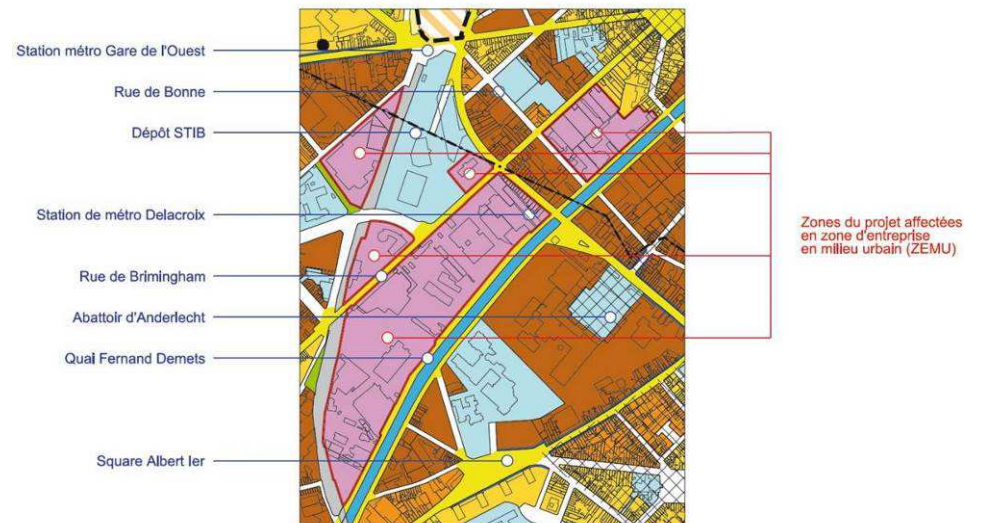 Station métro Gare de l'Ouest
Rue de Bonne
Dépôt STIB
Station de métro Delacroix
Rue de Brimingham
Abattoir d'Anderlecht
Quai Fernand Demets
Square Albert Ier
Zones du projet affectées
en zone d'entreprise
en milieu urbain (ZEMU)